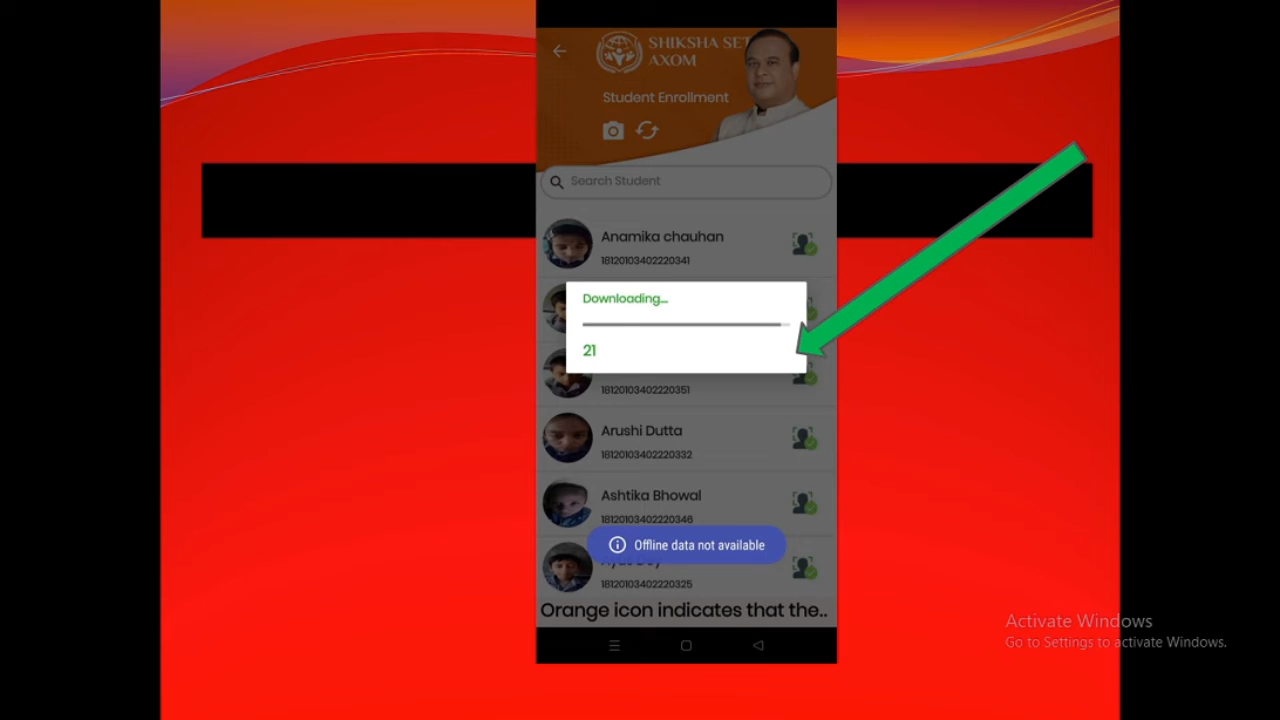 SHIKSHA SET
AXOM
Student Enrollment
Search Student
Anamika chauhan
18120103402220341
Downloading...
21
18120103402220351
Arushi Dutta
18120103402220332
Ashtika Bhowal
18120103402220346
Offline data not available
18120103402220325
Orange icon indicates that the..
Activate Windows
Go to Settings to activate Windows.